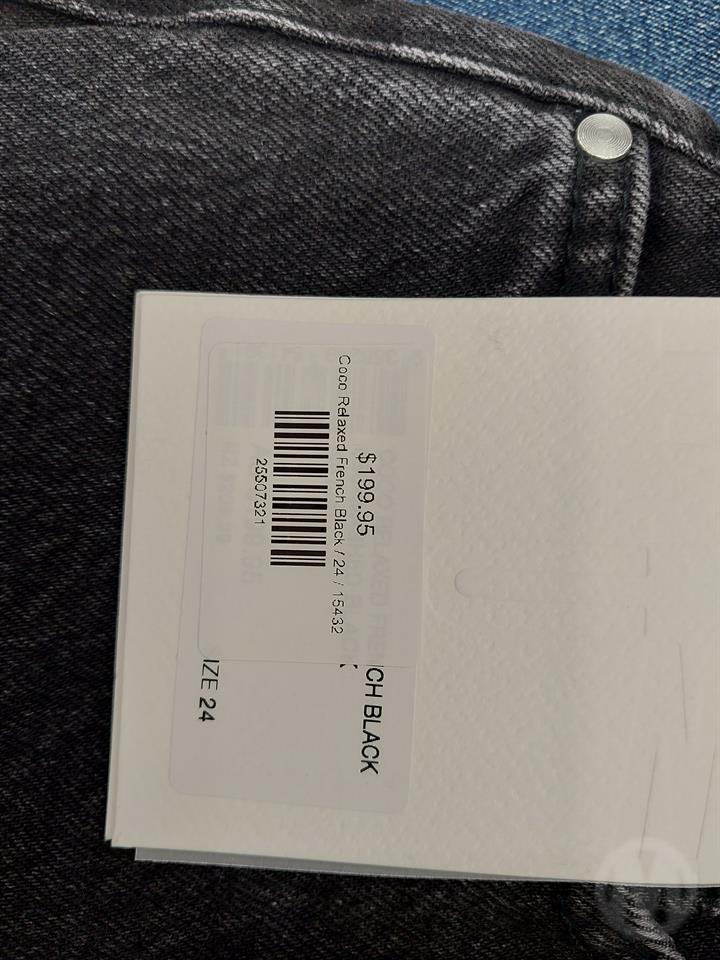 $199.95
Coco Relaxed French Black / 24 / 15432
25507321
CH BLACK
IZE 24